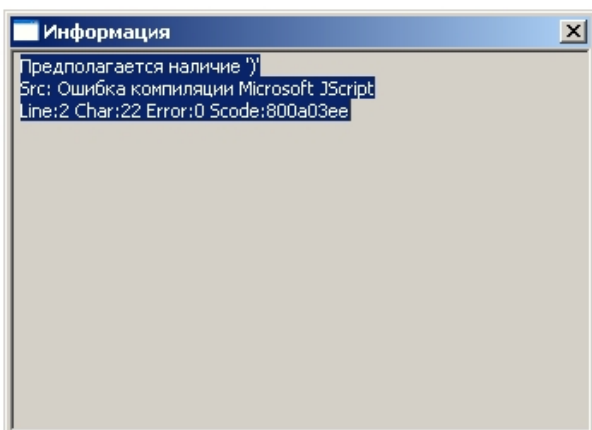 Информация
Предполагается наличие ')'
Src: Ошибка компиляции Microsoft JScript
Line:2 Char:22 Error:0 Scode:800a03ee